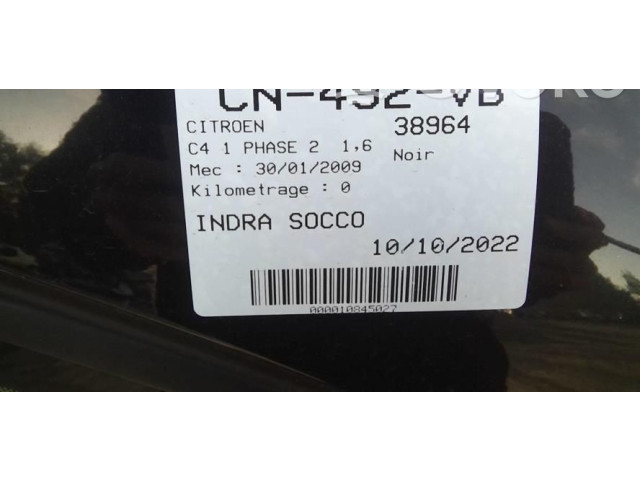 CN-492-VB
CITROEN 38964
C4 1 PHASE 2 1,6 Noir
Mec : 30/01/2009
Kilometrage : 0
INDRA SOCCO
10/10/2022
000010845027